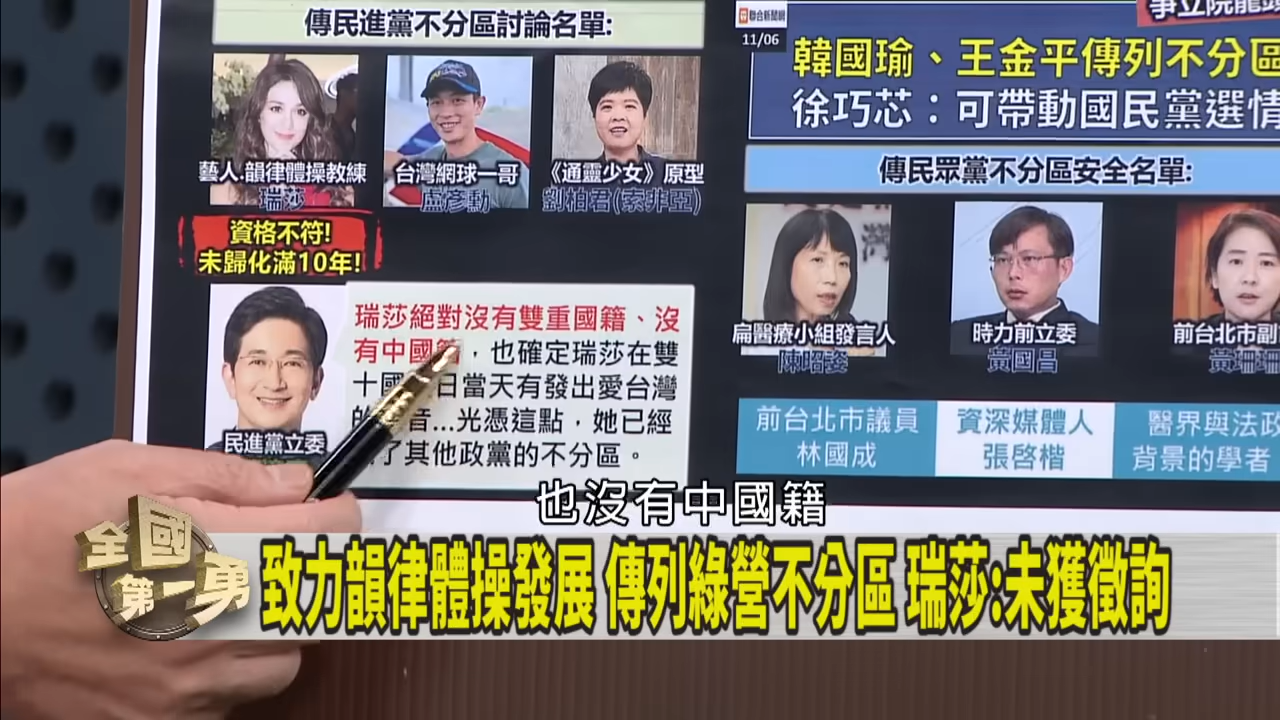 傳民進黨不分區討論名單:
藝人.韻律體操教練
瑞莎
台灣網球一哥
盧彥勳
《通靈少女》原型
劉柏君(索非亞)
資格不符!
未歸化滿10年!
民進黨立委
瑞莎絕對沒有雙重國籍、沒
有中國，也確定瑞莎在雙
十國日當天有發出愛台灣
的音...光憑這點，她已經
了其他政黨的不分區。
聯合新聞網
11/06
爭立院龍頭
韓國瑜、王金平傳列不分區
徐巧芯：可帶動國民黨選情
傳民眾黨不分區安全名單:
扁醫療小組發言人
陳昭姿
時力前立委
黃國昌
前台北市副
黃珊珊
前台北市議員
林國成
資深媒體人
張啓楷
醫界與法政
背景的學者
也沒有中國籍
全國第一勇
致力韻律體操發展 傳列綠營不分區 瑞莎:未獲徵詢